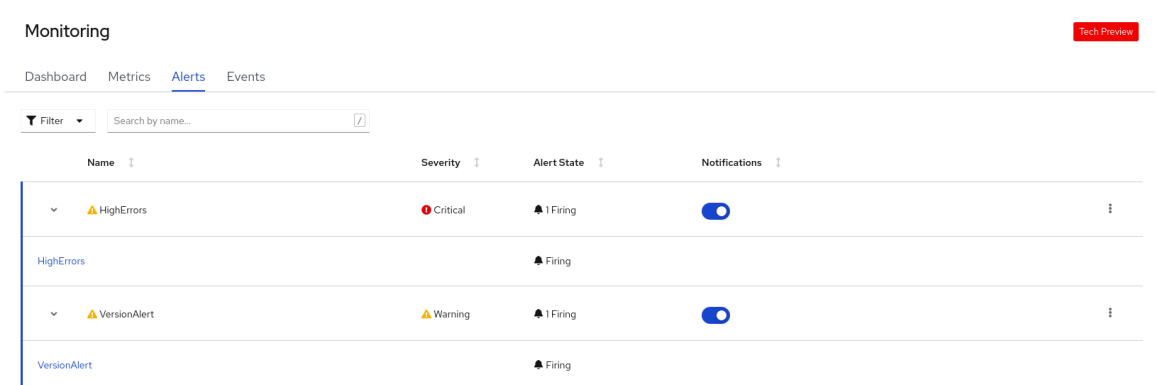 Monitoring
Tech Preview
Dashboard Metrics Alerts Events
Filter Search by name... /
Name Severity Alert State Notifications
HighErrors Critical 1 Firing
HighErrors Firing
VersionAlert Warning 1 Firing
VersionAlert Firing